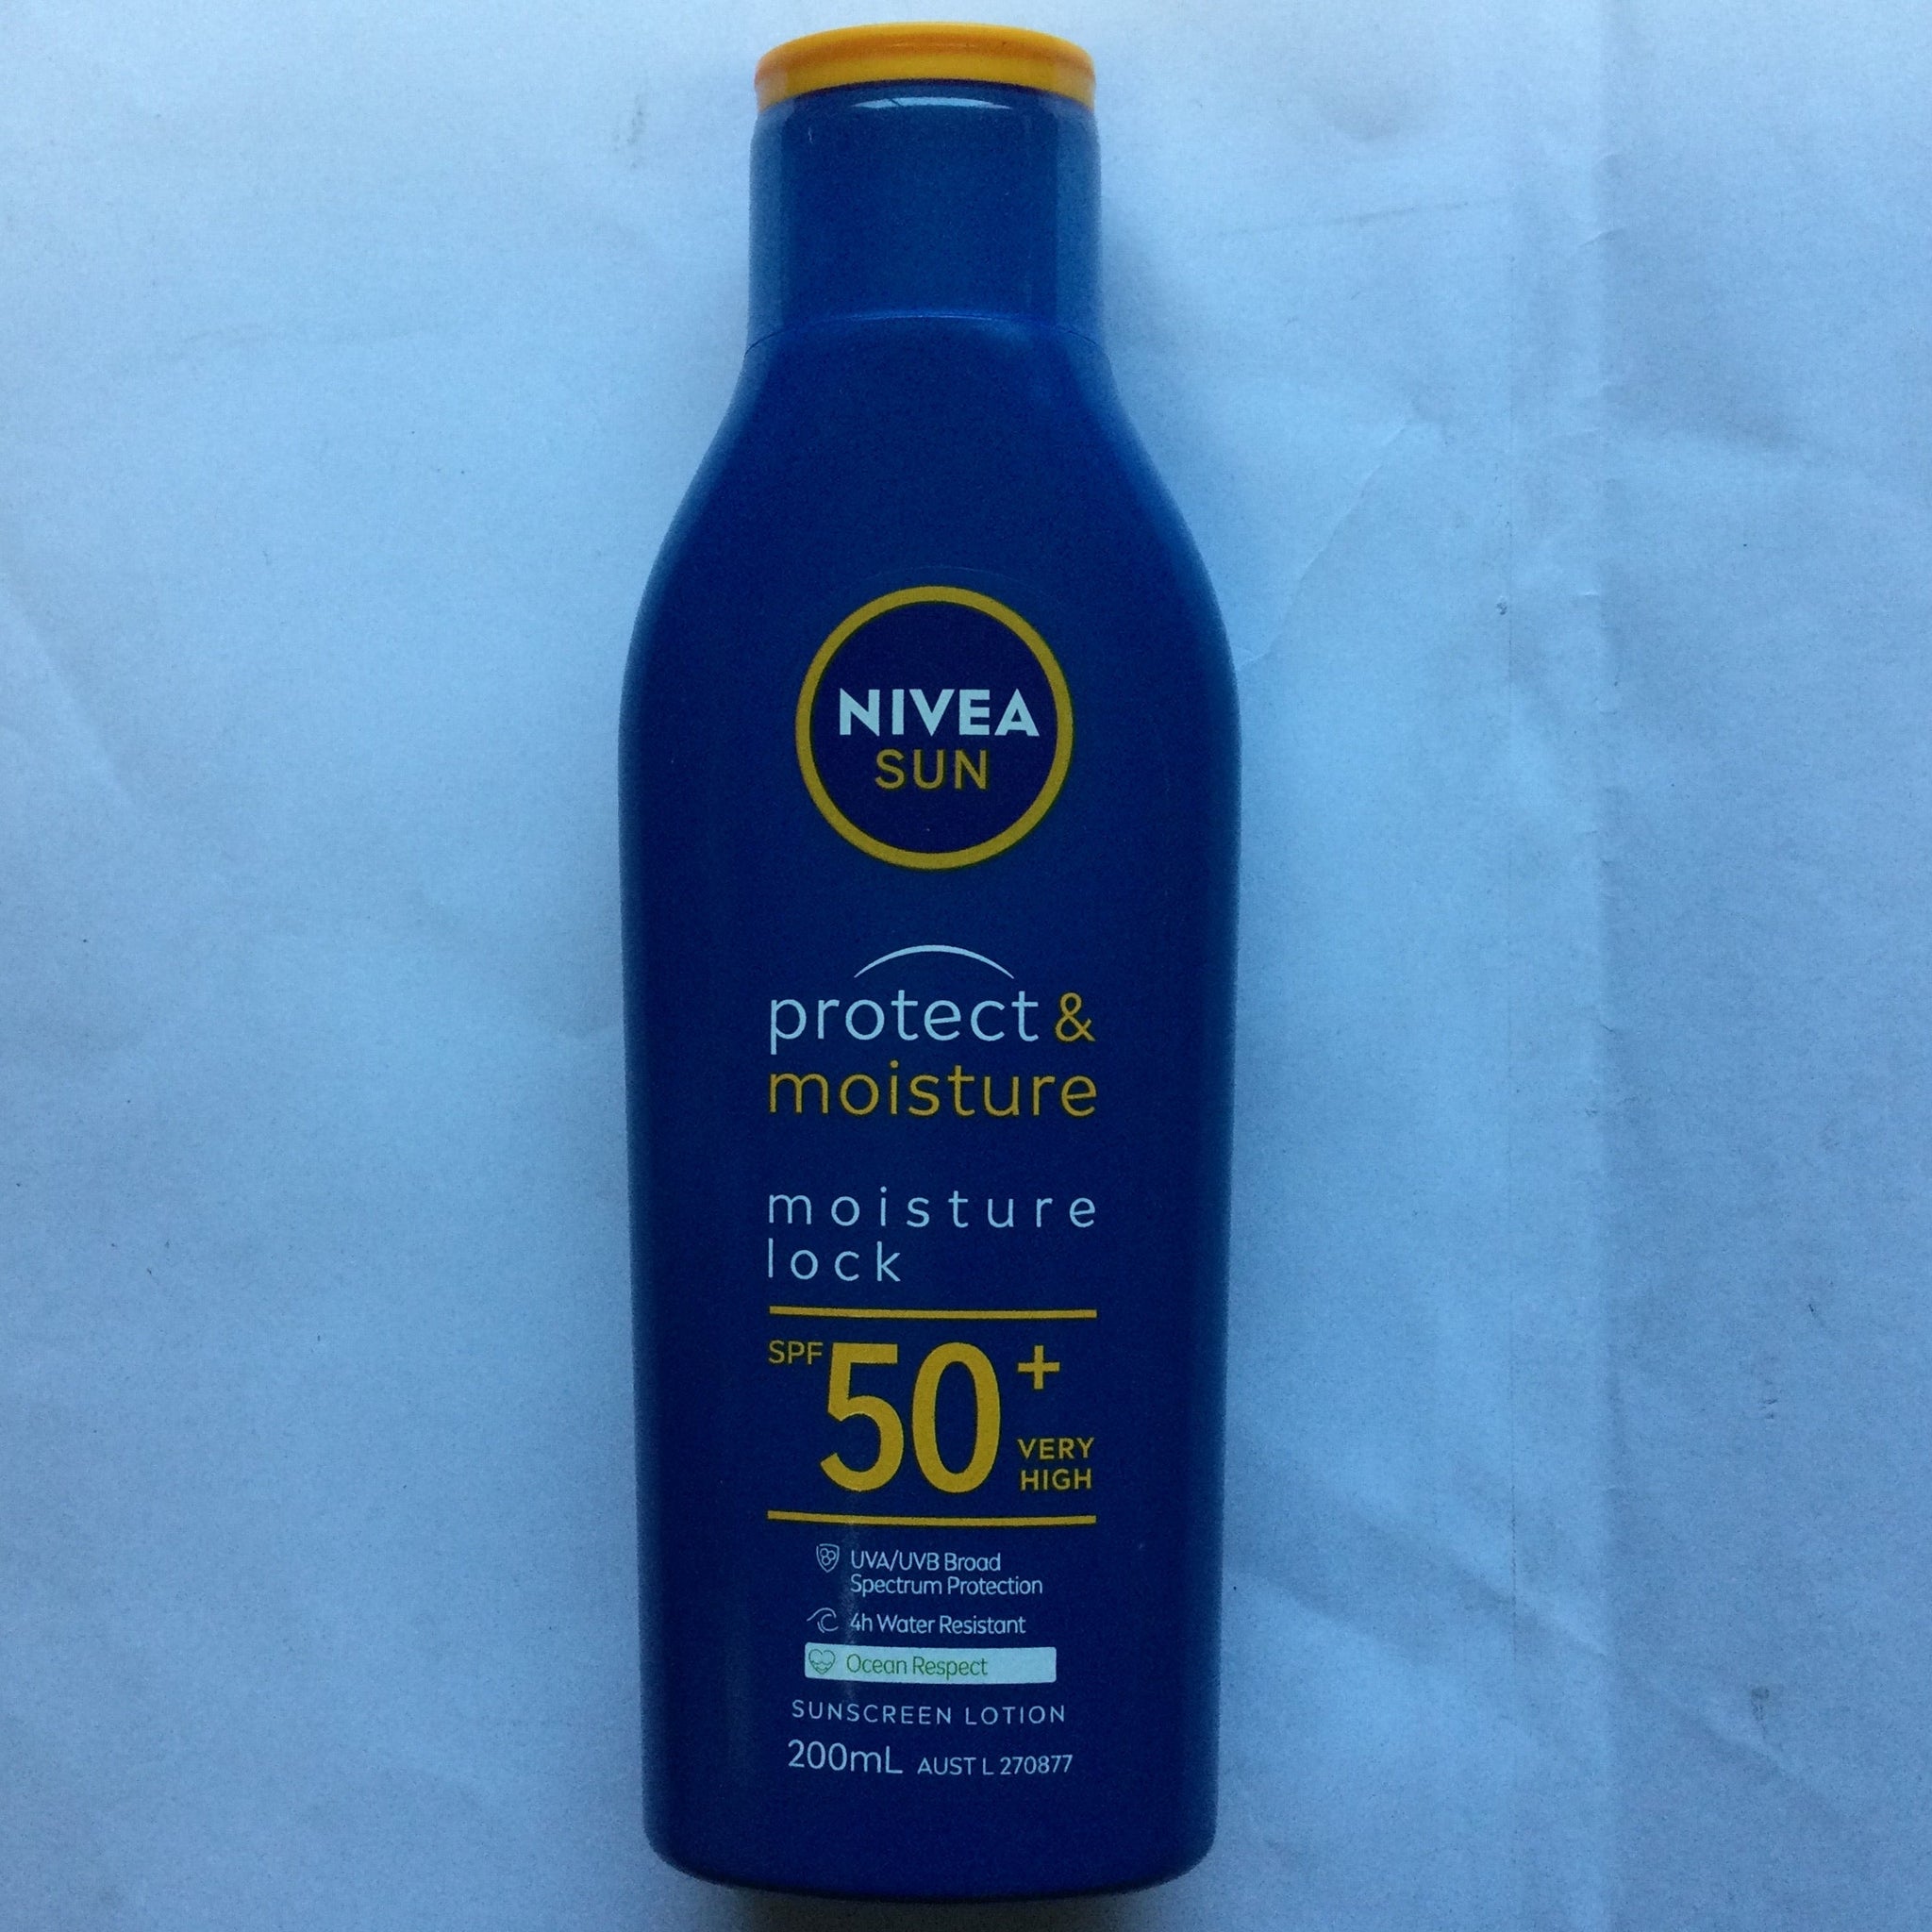 NIVEA
SUN
protect &
moisture
moisture
lock
SPF 50+
VERY
HIGH
UVA/UVB Broad
Spectrum Protection
4h Water Resistant
Ocean Respect
SUNSCREEN LOTION
200mL AUST L 270877